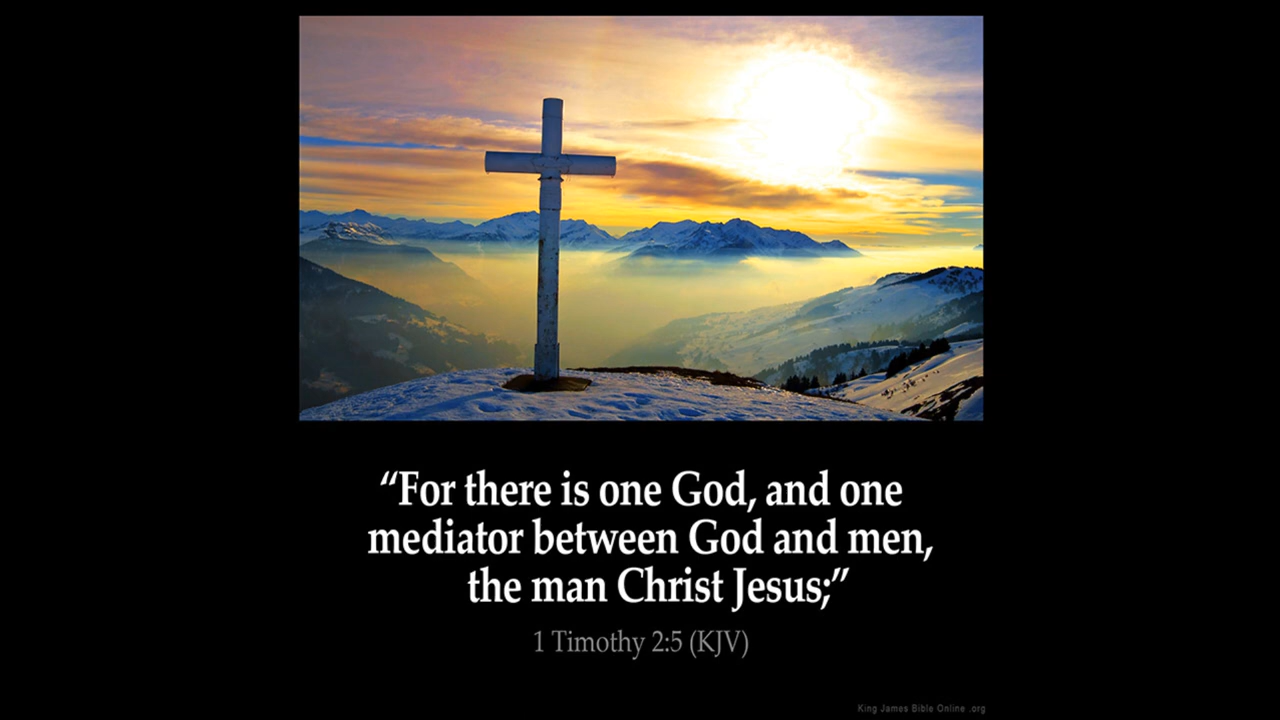 “For there is one God, and one
mediator between God and men,
the man Christ Jesus;”
1 Timothy 2:5 (KJV)
King James Bible Online .org